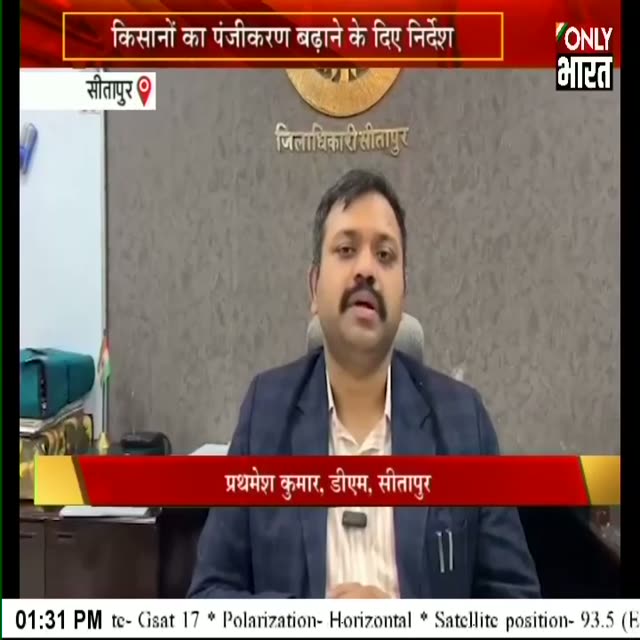 किसानों का पंजीकरण बढ़ाने के दिए निर्देश
ONLY
भारत
सीतापुर
जिलाधिकारी सीतापुर
प्रथमेश कुमार, डीएम, सीतापुर
01:31 PM te- Gsat 17 * Polarization- Horizontal * Satellite position- 93.5 (E